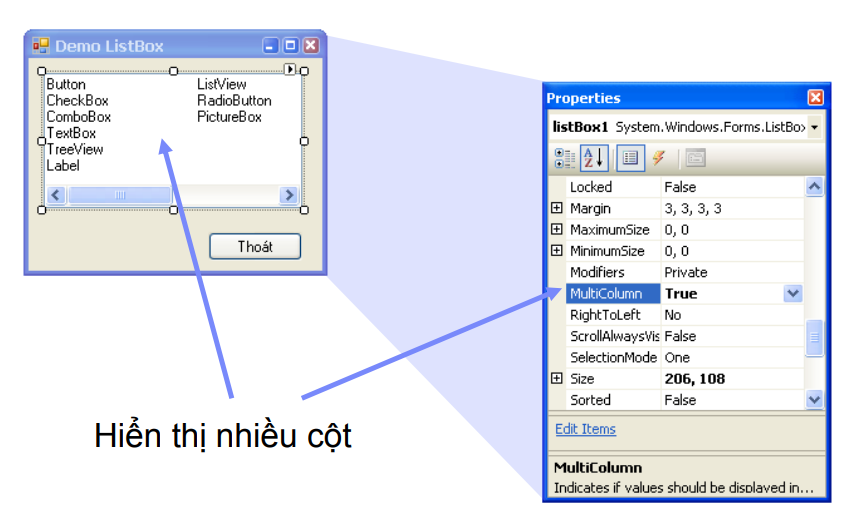 Demo ListBox
Button ListView
CheckBox RadioButton
ComboBox PictureBox
TextBox
TreeView
Label
Thoát
Hiển thị nhiều cột
Properties
listBox1 System.Windows.Forms.ListBo
Locked False
Margin 3, 3, 3, 3
MaximumSize 0, 0
MinimumSize 0, 0
Modifiers Private
MultiColumn True
RightToLeft No
ScrollAlwaysVis False
SelectionMode One
Size 206, 108
Sorted False
Edit Items
MultiColumn
Indicates if values should be displayed in...